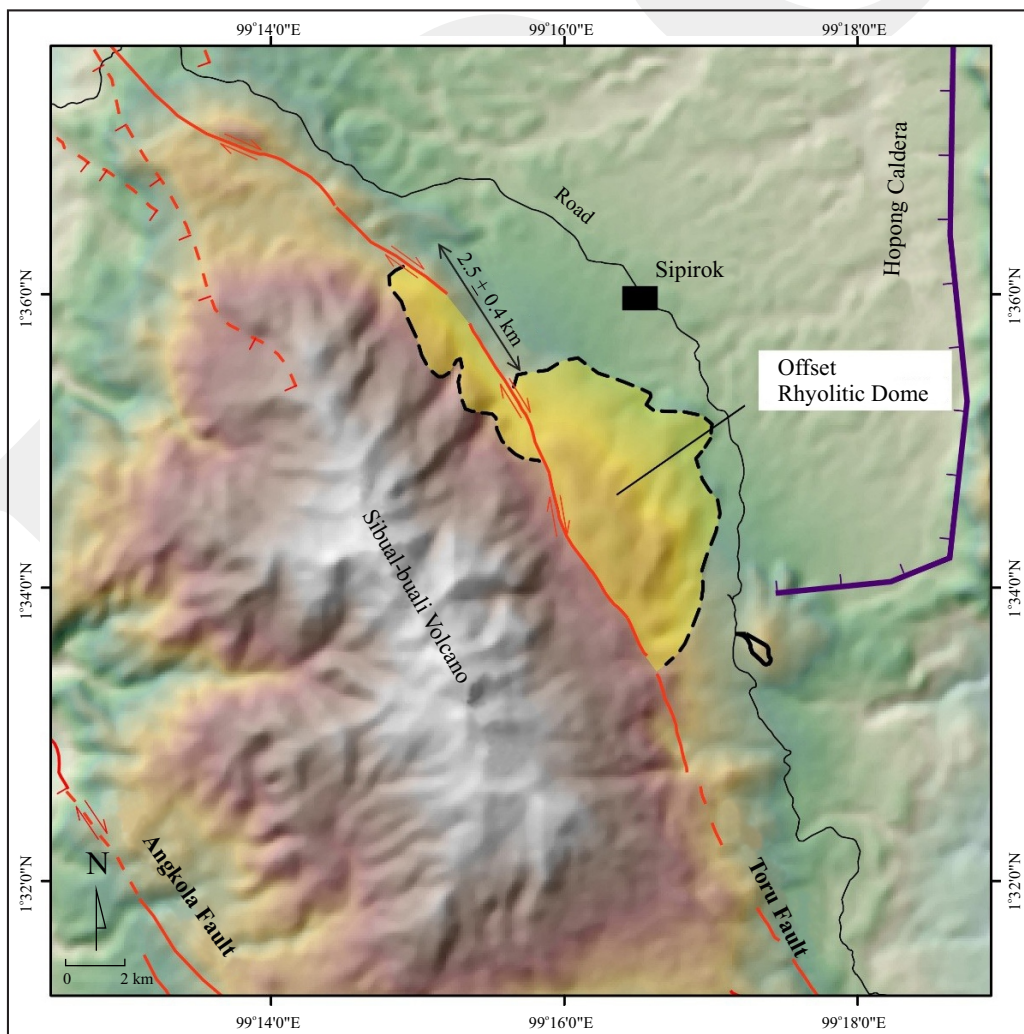 99°14'0"E
99°16'0"E
99°18'0"E
Hopong Caldera
Road
Sipirok
2.5 ± 0.4 km
1°36'0"N
1°36'0"N
Offset
Rhyolitic Dome
Sibual-buali Volcano
1°34'0"N
1°34'0"N
Angkola Fault
Toru Fault
1°32'0"N
1°32'0"N
N
0 2 km
99°14'0"E
99°16'0"E
99°18'0"E